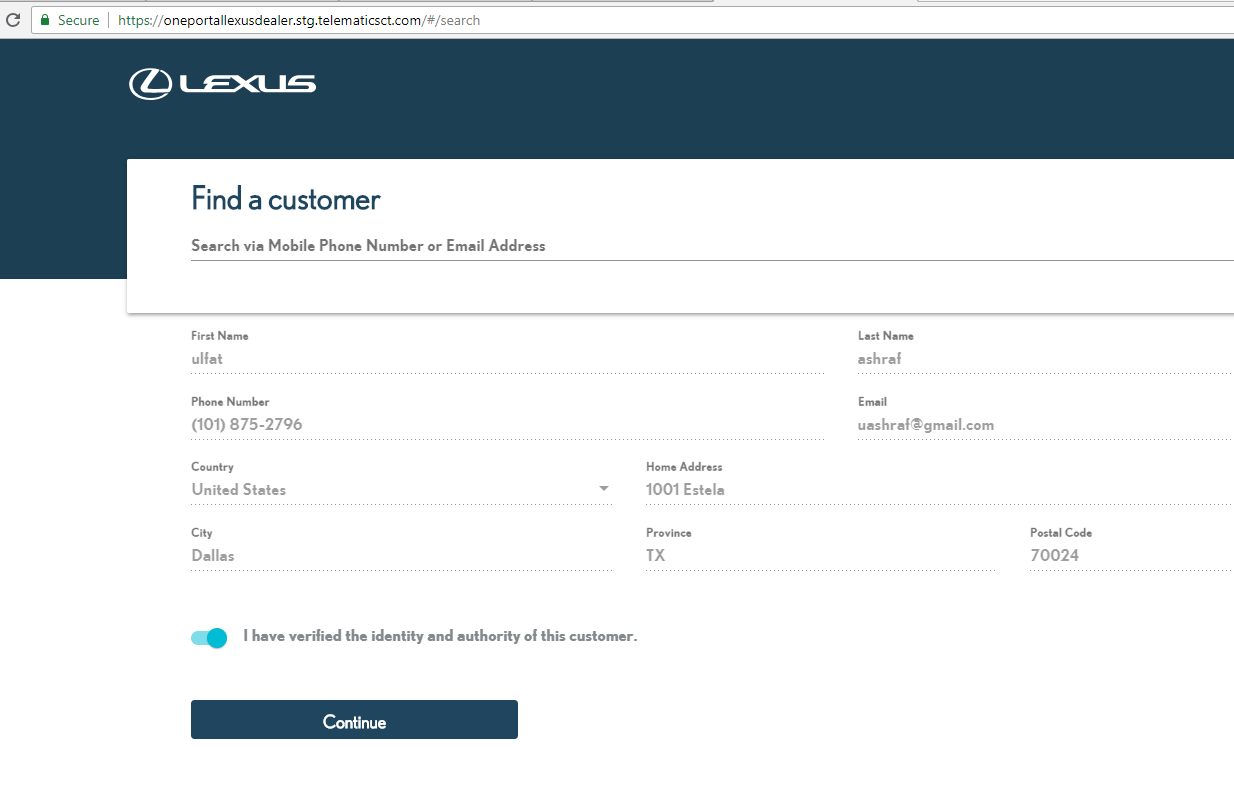 Secure https://oneportallexusdealer.stg.telematicsct.com/#/search
LEXUS
Find a customer
Search via Mobile Phone Number or Email Address
First Name Last Name
ulfat ashraf
Phone Number Email
(101) 875-2796 uashraf@gmail.com
Country Home Address
United States 1001 Estela
City Province Postal Code
Dallas TX 70024
I have verified the identity and authority of this customer.
Continue